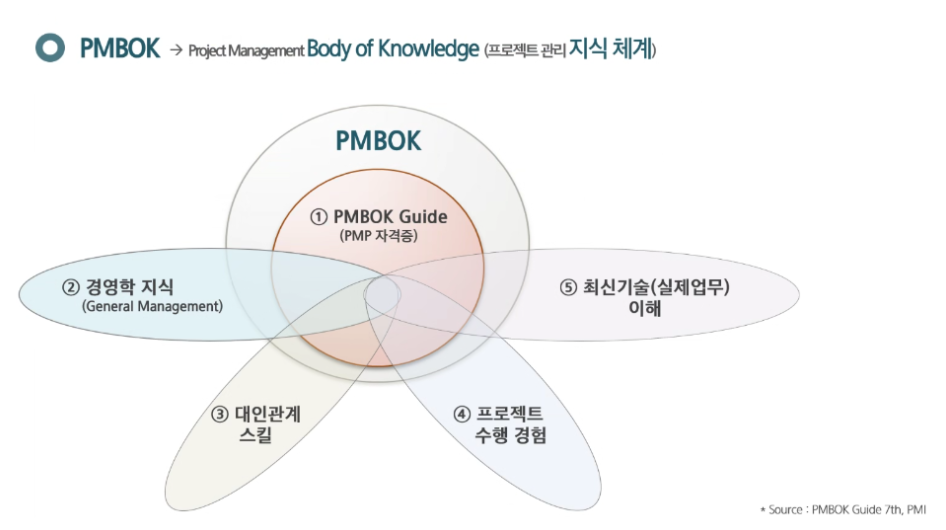 PMBOK → Project Management Body of Knowledge (프로젝트 관리 지식 체계)
PMBOK
① PMBOK Guide
(PMP 자격증)
② 경영학 지식
(General Management)
⑤ 최신기술(실제업무)
이해
③ 대인관계
스킬
④ 프로젝트
수행 경험
* Source : PMBOK Guide 7th, PMI